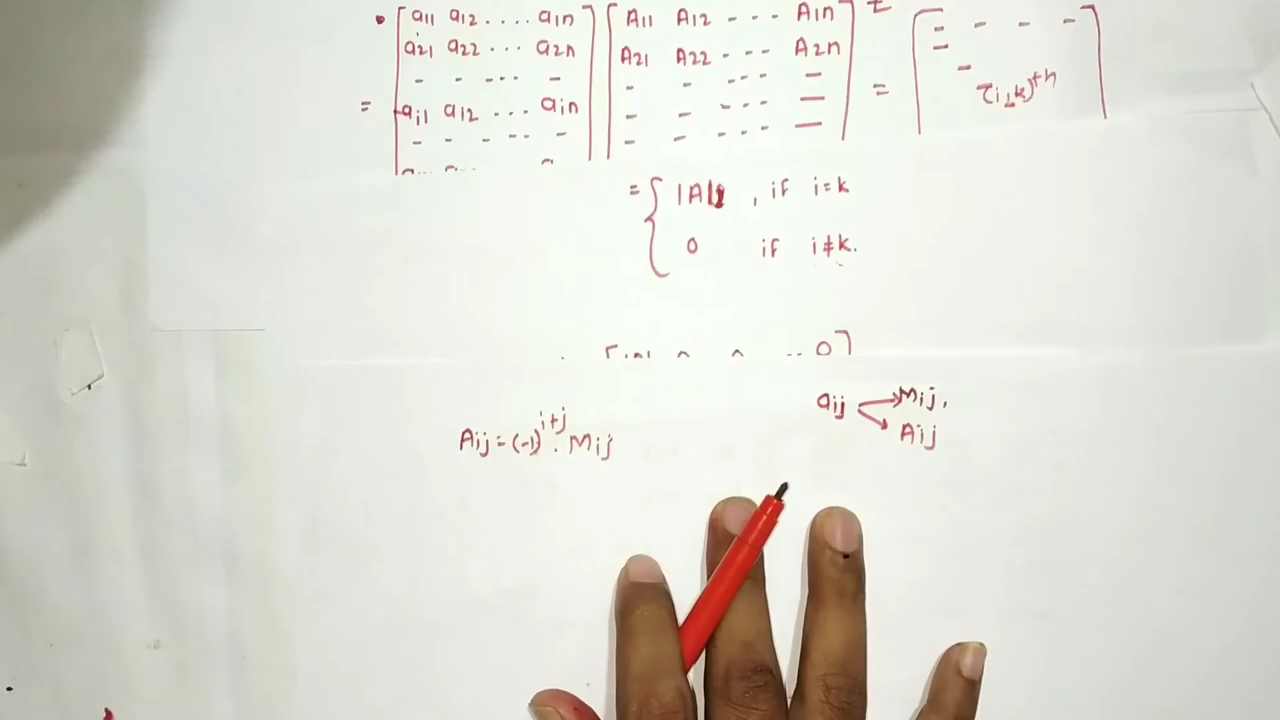 • [a11 a12 .... a1n] [A11 A12 --- A1n]t
a21 a22 ... a2n A21 A22 --- A2n
= ai1 ai2 ... ain = (i,k)th
= { |A| , if i=k
0 if i≠k.
0]
aij Mij,
Aij
Aij = (-1)i+j . Mij